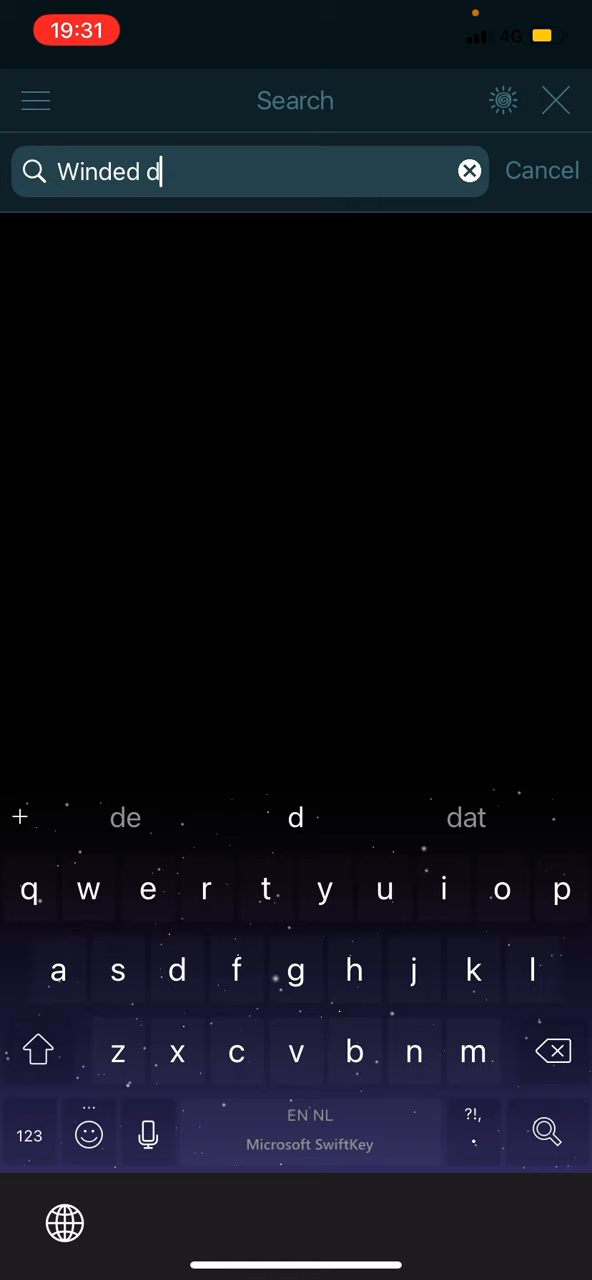 19:31
4G
Search
Winded d
Cancel
de d dat
q w e r t y u i o p
a s d f g h j k l
z x c v b n m
123
EN NL
Microsoft SwiftKey
?!,
.